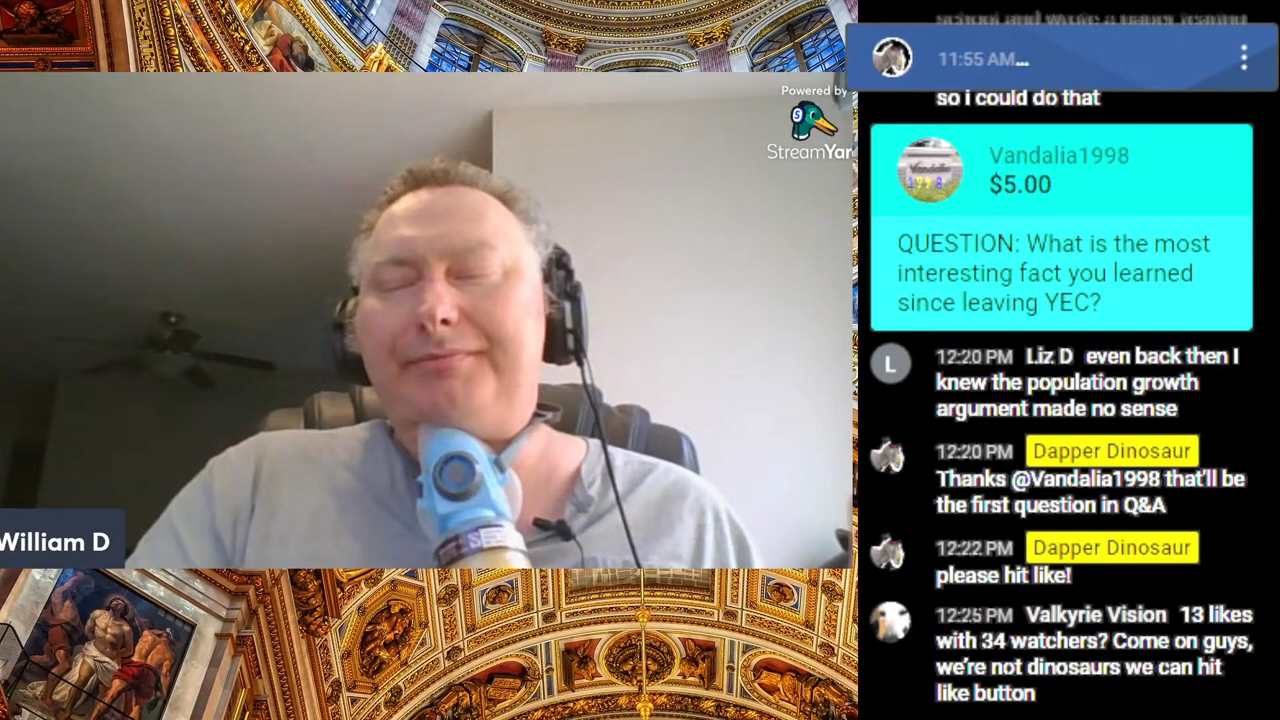 Powered by
StreamYar
William D
school and wrote a paper
11:55 AM...
so i could do that
Vandalia1998
$5.00
QUESTION: What is the most
interesting fact you learned
since leaving YEC?
L
12:20 PM Liz D even back then I
knew the population growth
argument made no sense
12:20 PM Dapper Dinosaur
Thanks @Vandalia1998 that'll be
the first question in Q&A
12:22 PM Dapper Dinosaur
please hit like!
12:25 PM Valkyrie Vision 13 likes
with 34 watchers? Come on guys,
we're not dinosaurs we can hit
like button